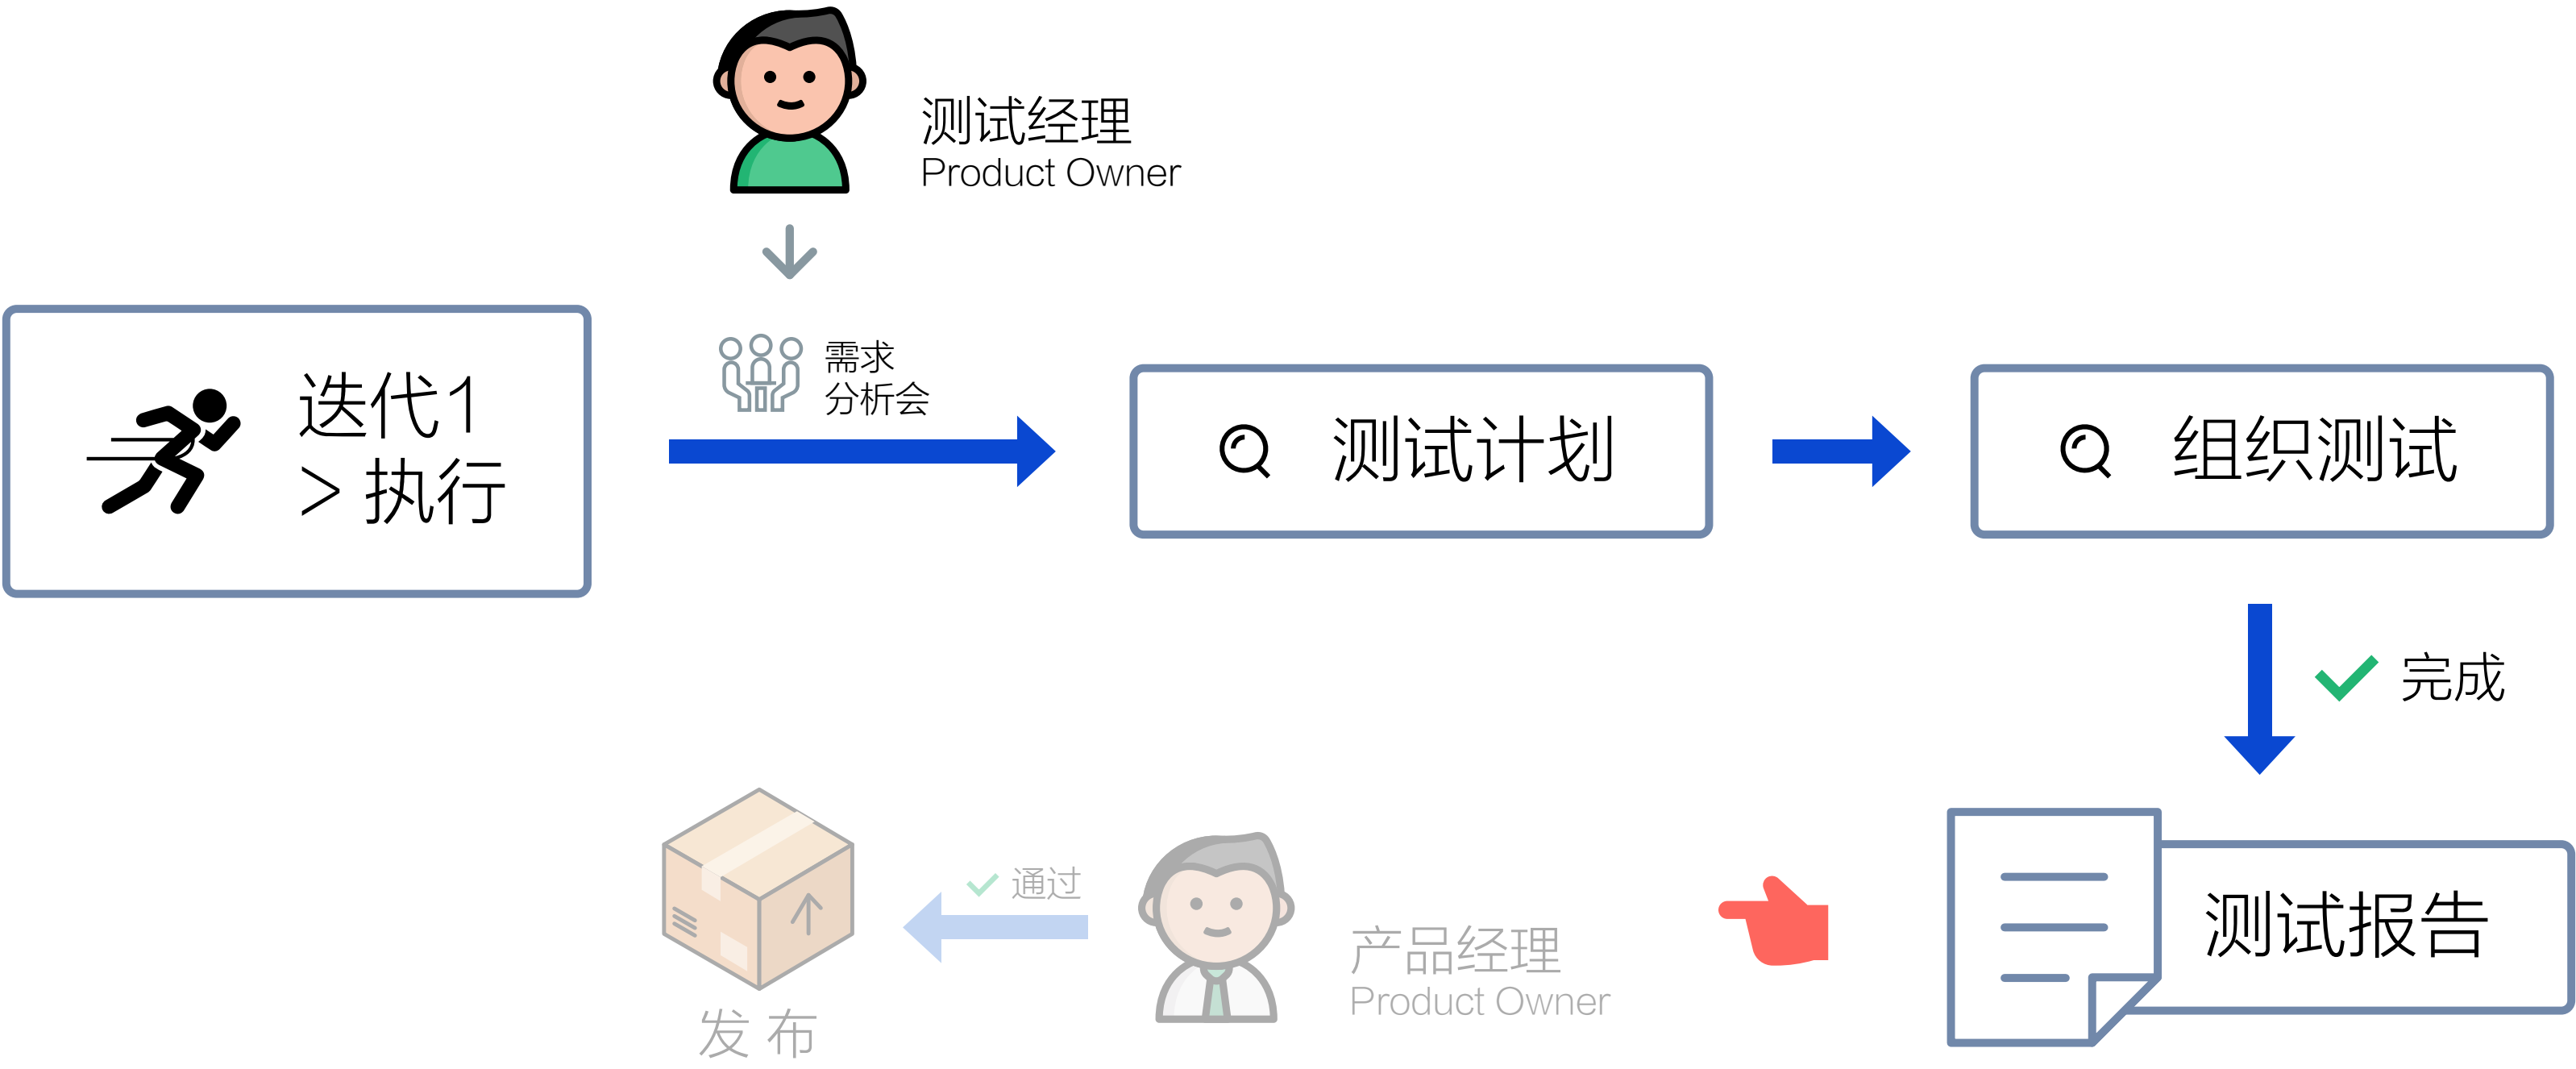 测试经理
Product Owner
需求
分析会
迭代1
> 执行
测试计划
组织测试
完成
测试报告
通过
产品经理
Product Owner
发 布